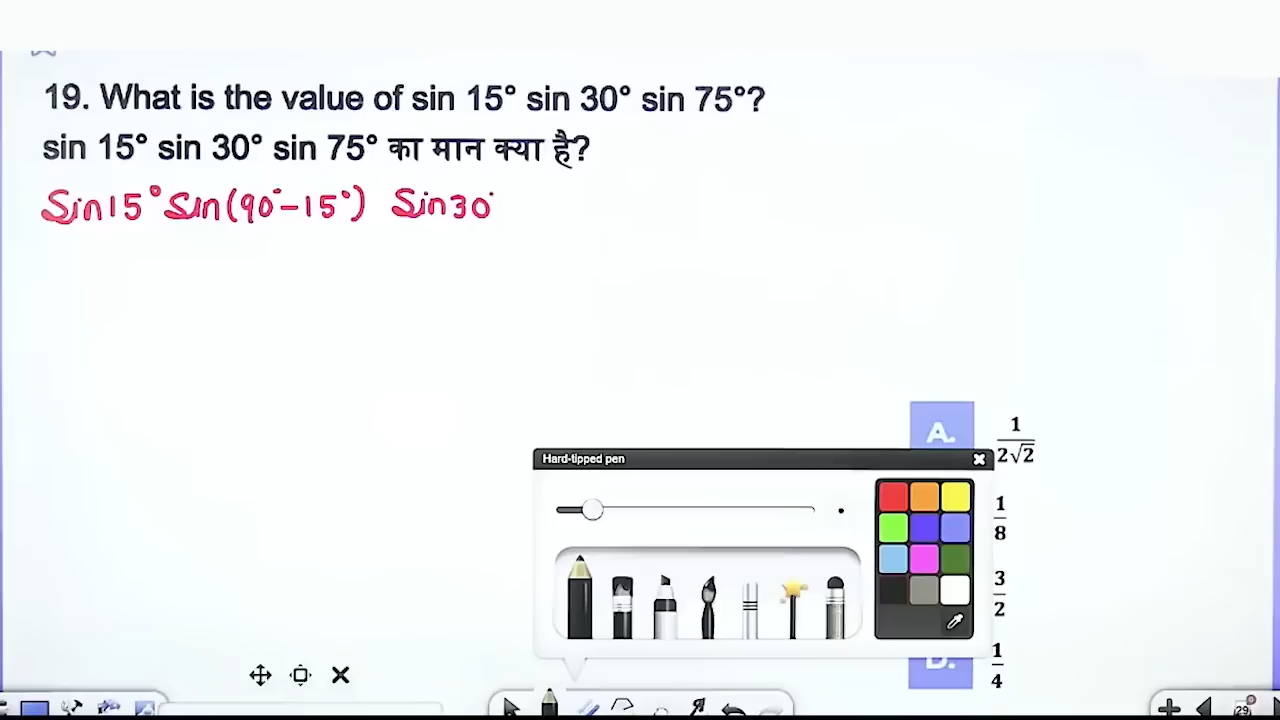 19. What is the value of sin 15° sin 30° sin 75°?
sin 15° sin 30° sin 75° का मान क्या है?
Sin15° Sin(90°-15°) Sin30°
A. 1/2√2
Hard-tipped pen
1/8
3/2
D. 1/4
29